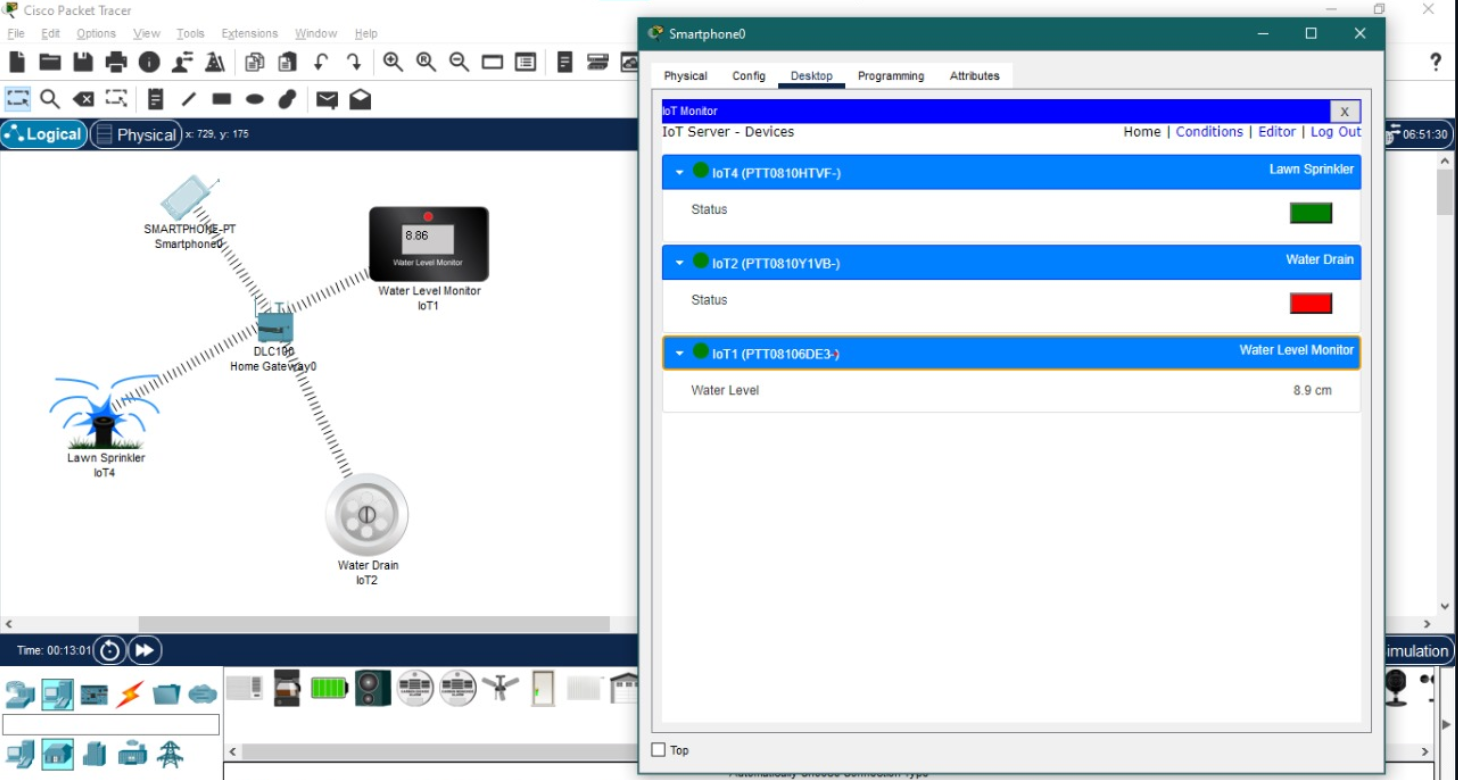 Cisco Packet Tracer
File Edit Options View Tools Extensions Window Help
?
Logical Physical x: 729, y: 175
06:51:30
SMARTPHONE-PT
Smartphone0
8.86
Water Level Monitor
Water Level Monitor
IoT1
DLC100
Home Gateway0
Lawn Sprinkler
IoT4
Water Drain
IoT2
Time: 00:13:01
imulation
Smartphone0
Physical Config Desktop Programming Attributes
IoT Monitor X
IoT Server - Devices Home | Conditions | Editor | Log Out
IoT4 (PTT0810HTVF-) Lawn Sprinkler
Status
IoT2 (PTT0810Y1VB-) Water Drain
Status
IoT1 (PTT08106DE3-) Water Level Monitor
Water Level 8.9 cm
Top
Automatically Choose Connection Type